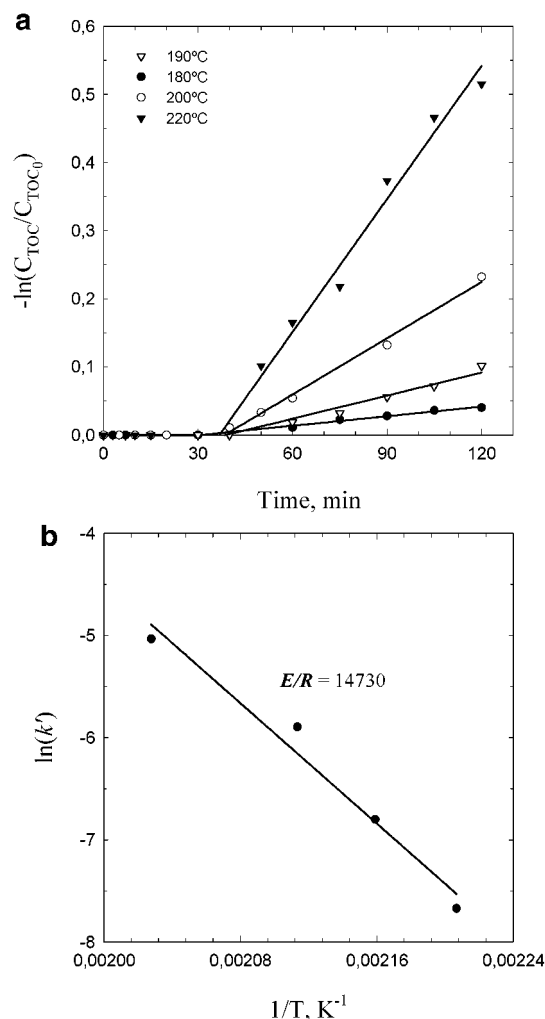 a
0,6
0,5
0,4
0,3
0,2
0,1
0,0
-ln(C_TOC/C_TOC₀)
190ºC
180ºC
200ºC
220ºC
0
30
60
90
120
Time, min
b
-4
-5
-6
-7
-8
ln(k')
E/R = 14730
0,00200
0,00208
0,00216
0,00224
1/T, K⁻¹